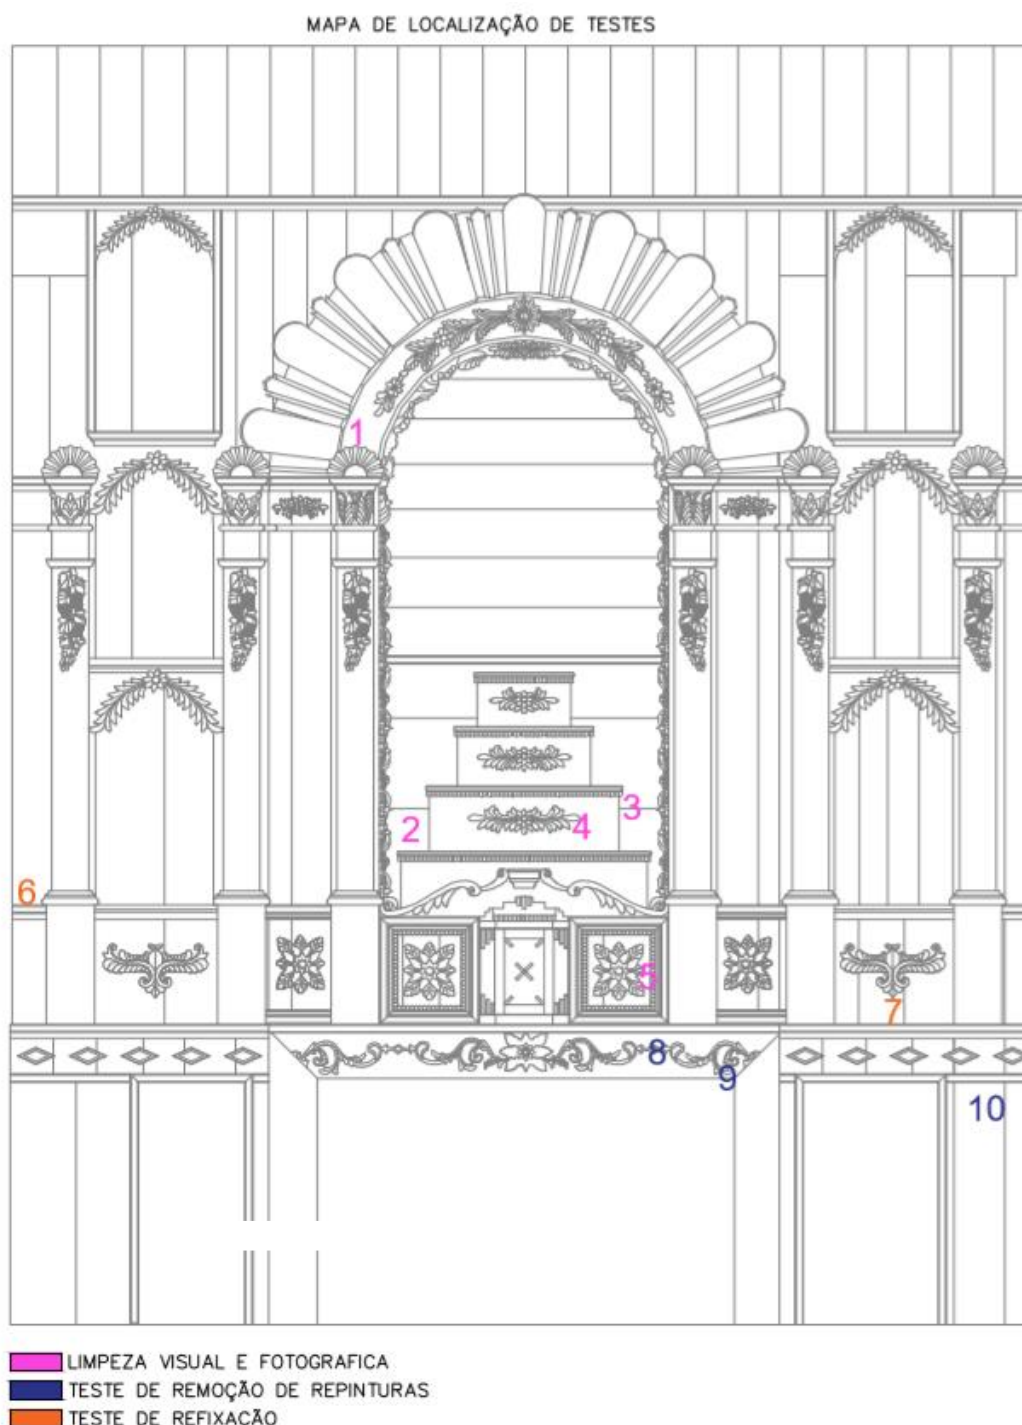 MAPA DE LOCALIZAÇÃO DE TESTES
1
2
3
4
5
6
7
8
9
10
LIMPEZA VISUAL E FOTOGRAFICA
TESTE DE REMOÇÃO DE REPINTURAS
TESTE DE REFIXAÇÃO